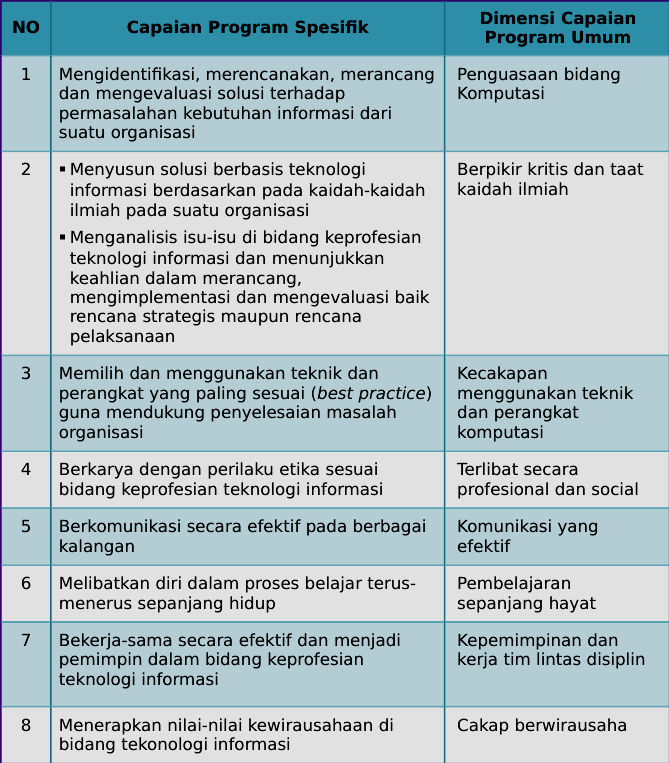 NO
Capaian Program Spesifik
Dimensi Capaian
Program Umum
1
Mengidentifikasi, merencanakan, merancang
dan mengevaluasi solusi terhadap
permasalahan kebutuhan informasi dari
suatu organisasi
Penguasaan bidang
Komputasi
2
▪ Menyusun solusi berbasis teknologi
informasi berdasarkan pada kaidah-kaidah
ilmiah pada suatu organisasi
▪ Menganalisis isu-isu di bidang keprofesian
teknologi informasi dan menunjukkan
keahlian dalam merancang,
mengimplementasi dan mengevaluasi baik
rencana strategis maupun rencana
pelaksanaan
Berpikir kritis dan taat
kaidah ilmiah
3
Memilih dan menggunakan teknik dan
perangkat yang paling sesuai (best practice)
guna mendukung penyelesaian masalah
organisasi
Kecakapan
menggunakan teknik
dan perangkat
komputasi
4
Berkarya dengan perilaku etika sesuai
bidang keprofesian teknologi informasi
Terlibat secara
profesional dan social
5
Berkomunikasi secara efektif pada berbagai
kalangan
Komunikasi yang
efektif
6
Melibatkan diri dalam proses belajar terus-
menerus sepanjang hidup
Pembelajaran
sepanjang hayat
7
Bekerja-sama secara efektif dan menjadi
pemimpin dalam bidang keprofesian
teknologi informasi
Kepemimpinan dan
kerja tim lintas disiplin
8
Menerapkan nilai-nilai kewirausahaan di
bidang tekonologi informasi
Cakap berwirausaha